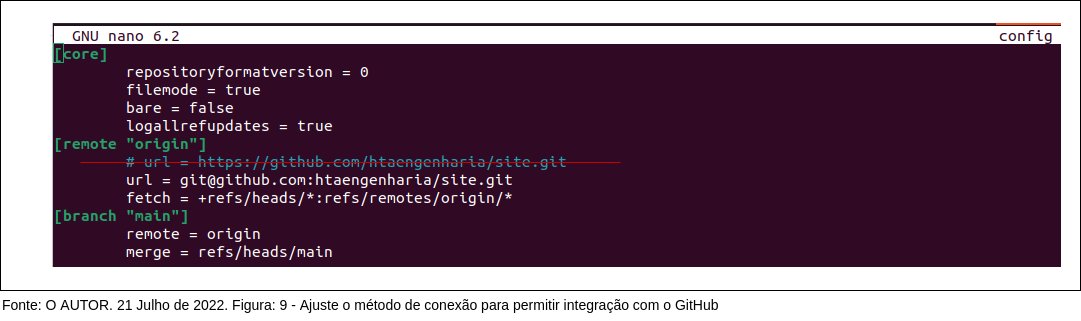 GNU nano 6.2 config
[core]
repositoryformatversion = 0
filemode = true
bare = false
logallrefupdates = true
[remote "origin"]
# url = https://github.com/htaengenharia/site.git
url = git@github.com:htaengenharia/site.git
fetch = +refs/heads/*:refs/remotes/origin/*
[branch "main"]
remote = origin
merge = refs/heads/main
Fonte: O AUTOR. 21 Julho de 2022. Figura: 9 - Ajuste o método de conexão para permitir integração com o GitHub